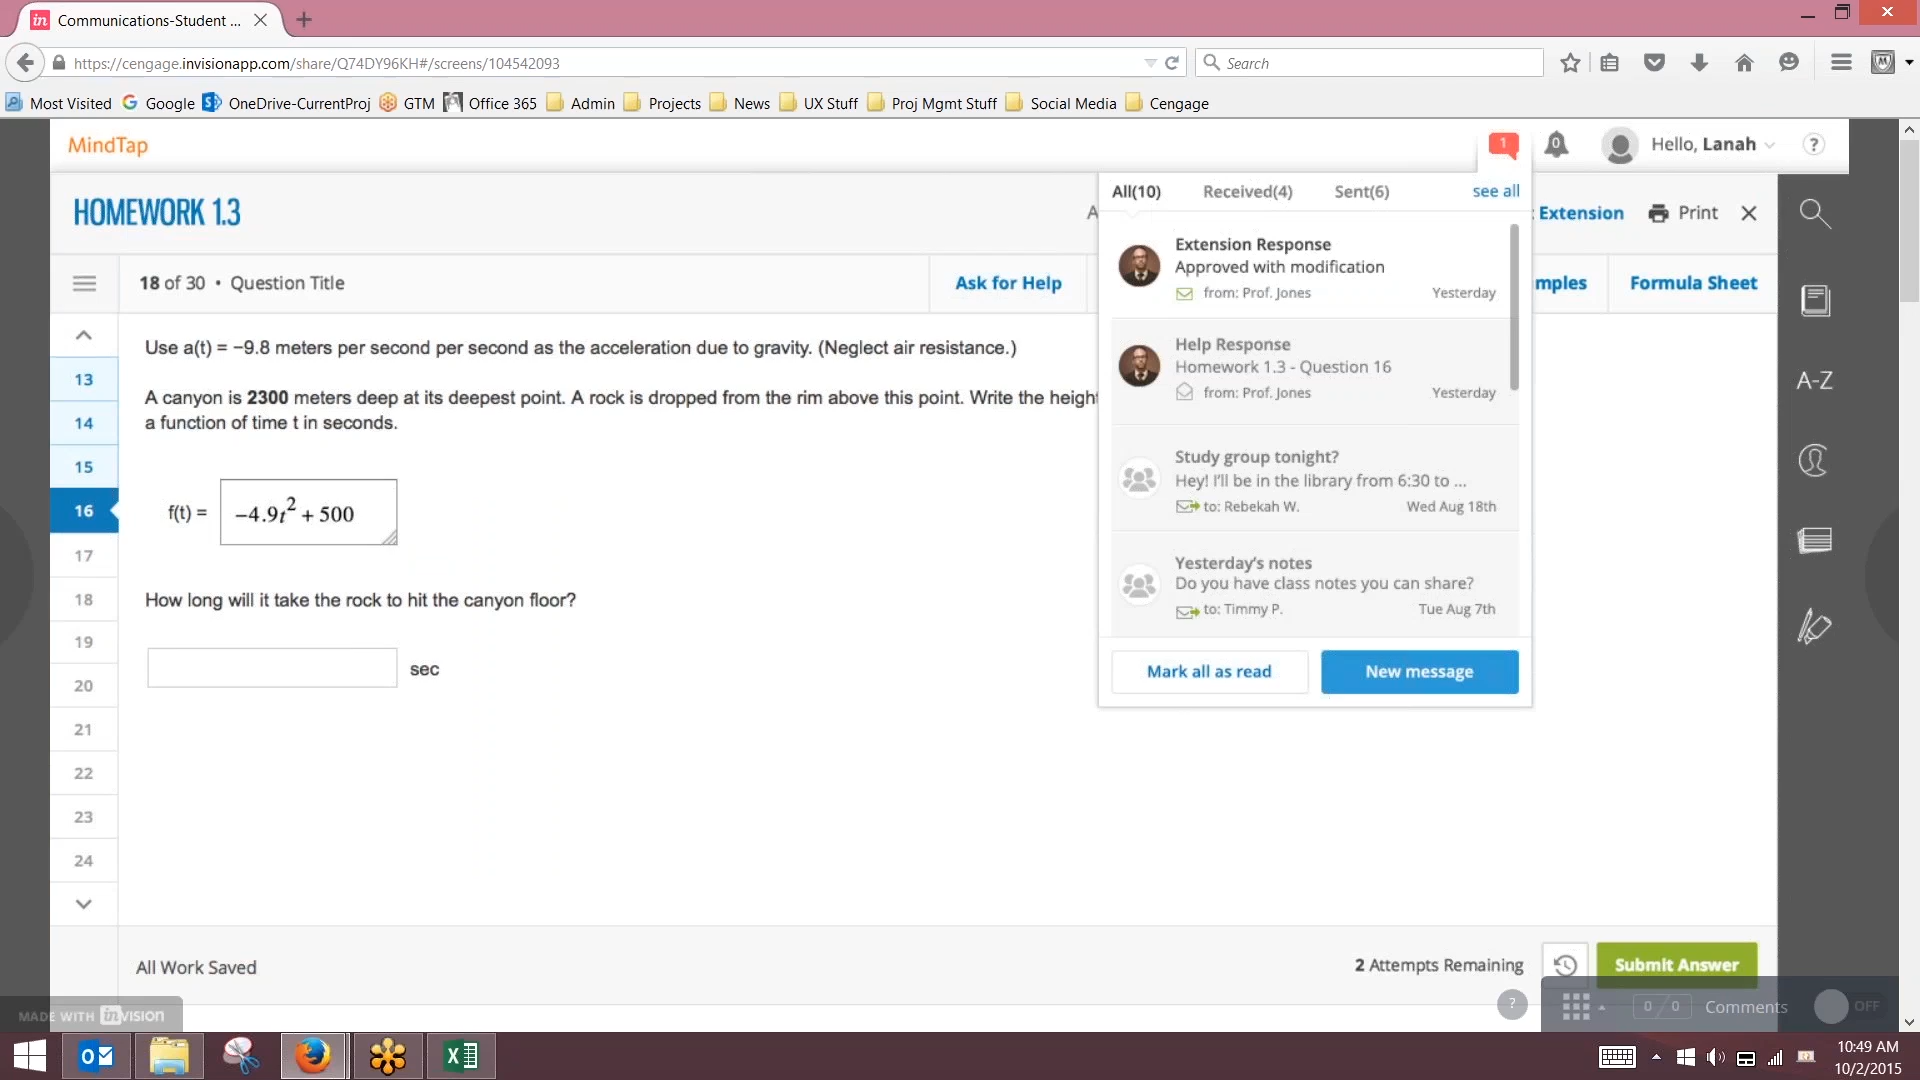 Communications-Student ...
https://cengage.invisionapp.com/share/Q74DY96KH#/screens/104542093
Search
Most Visited Google OneDrive-CurrentProj GTM Office 365 Admin Projects News UX Stuff Proj Mgmt Stuff Social Media Cengage
MindTap
1
0
Hello, Lanah
?
HOMEWORK 1.3
A
: Extension
Print
18 of 30 • Question Title
Ask for Help
mples
Formula Sheet
All(10) Received(4) Sent(6) see all
Extension Response
Approved with modification
from: Prof. Jones Yesterday
Help Response
Homework 1.3 - Question 16
from: Prof. Jones Yesterday
Study group tonight?
Hey! I'll be in the library from 6:30 to ...
to: Rebekah W. Wed Aug 18th
Yesterday's notes
Do you have class notes you can share?
to: Timmy P. Tue Aug 7th
Mark all as read New message
13
14
15
16
17
18
19
20
21
22
23
24
Use a(t) = −9.8 meters per second per second as the acceleration due to gravity. (Neglect air resistance.)
A canyon is 2300 meters deep at its deepest point. A rock is dropped from the rim above this point. Write the height
a function of time t in seconds.
f(t) = −4.9t² + 500
How long will it take the rock to hit the canyon floor?
sec
A-Z
All Work Saved
2 Attempts Remaining
Submit Answer
MADE WITH inVISION
?
0 / 0 Comments OFF
10:49 AM
10/2/2015